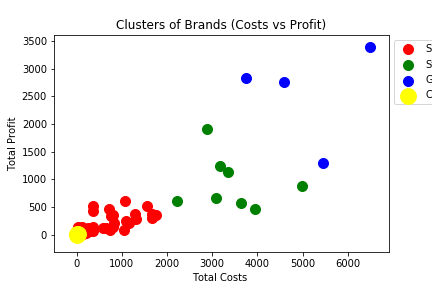 Clusters of Brands (Costs vs Profit)
3500
3000
2500
2000
1500
1000
500
0
Total Profit
0 1000 2000 3000 4000 5000 6000
Total Costs
S
S
G
C